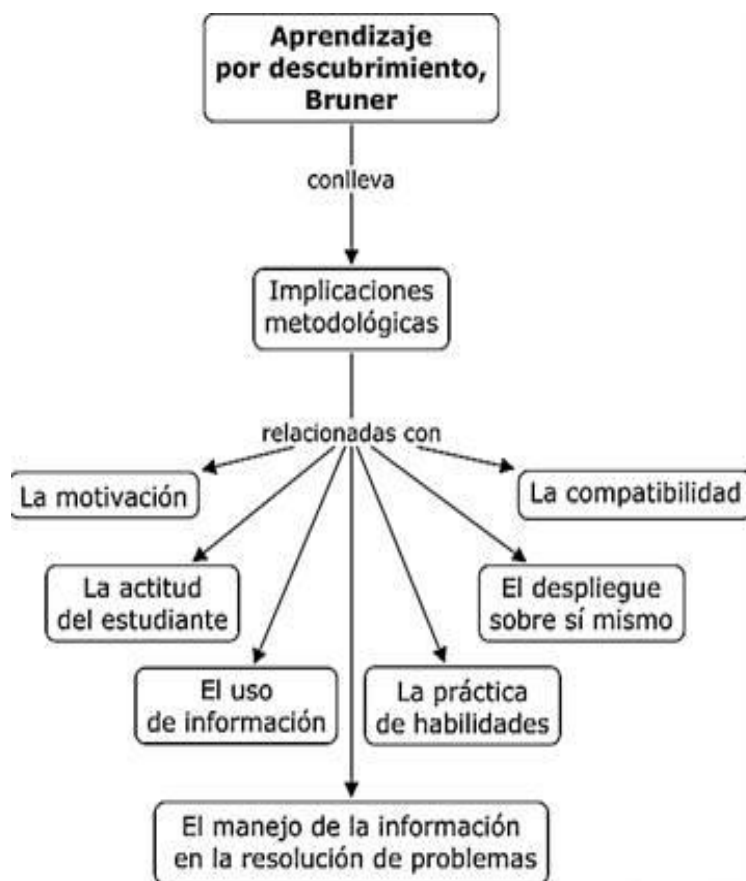 Aprendizaje
por descubrimiento,
Bruner
conlleva
Implicaciones
metodológicas
relacionadas con
La motivación
La compatibilidad
La actitud
del estudiante
El despliegue
sobre sí mismo
El uso
de información
La práctica
de habilidades
El manejo de la información
en la resolución de problemas